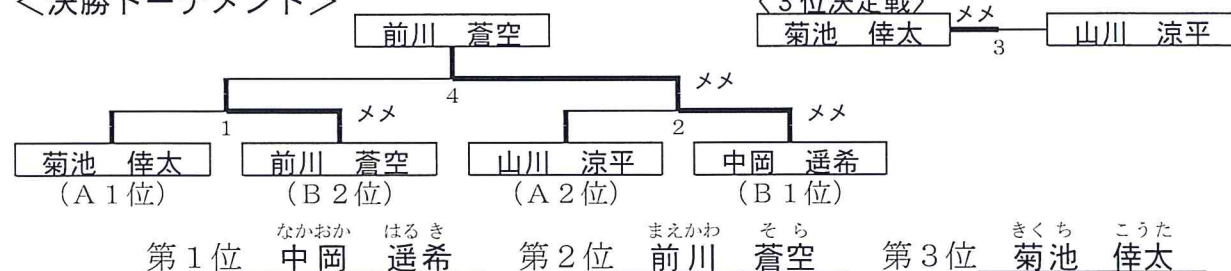 ＜決勝トーナメント＞ ＜３位決定戦＞
前川　蒼空 菊池　倖太 メメ 3 山川　涼平
4 メメ
1 メメ 2 メメ
菊池　倖太 前川　蒼空 山川　涼平 中岡　遥希
（Ａ１位） （Ｂ２位） （Ａ２位） （Ｂ１位）
なかおか はるき まえかわ そら きくち こうた
第１位 中岡　遥希 第２位 前川　蒼空 第３位 菊池　倖太